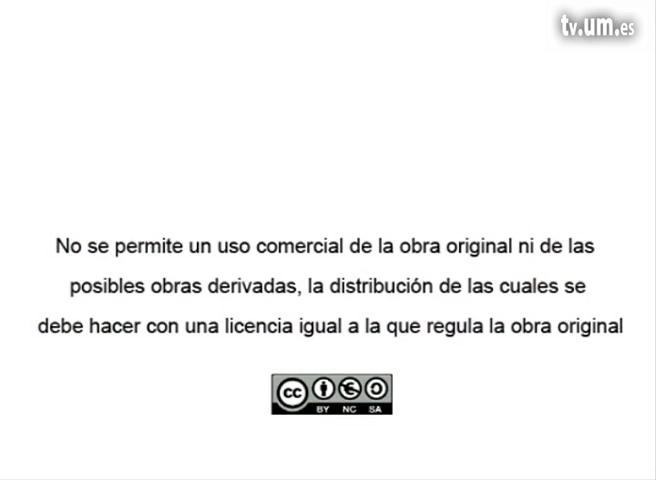 tv.um.es
No se permite un uso comercial de la obra original ni de las
posibles obras derivadas, la distribución de las cuales se
debe hacer con una licencia igual a la que regula la obra original
cc
BY NC SA